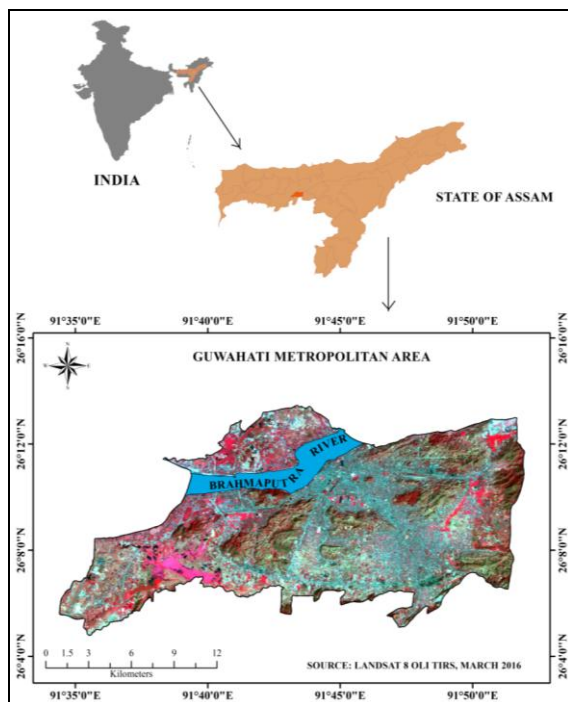 INDIA
STATE OF ASSAM
91°35'0"E 91°40'0"E 91°45'0"E 91°50'0"E
26°16'0"N 26°16'0"N
GUWAHATI METROPOLITAN AREA
N
W E
S
26°12'0"N 26°12'0"N
BRAHMAPUTRA RIVER
26°8'0"N 26°8'0"N
0 1.5 3 6 9 12
Kilometers
SOURCE: LANDSAT 8 OLI TIRS, MARCH 2016
26°4'0"N 26°4'0"N
91°35'0"E 91°40'0"E 91°45'0"E 91°50'0"E